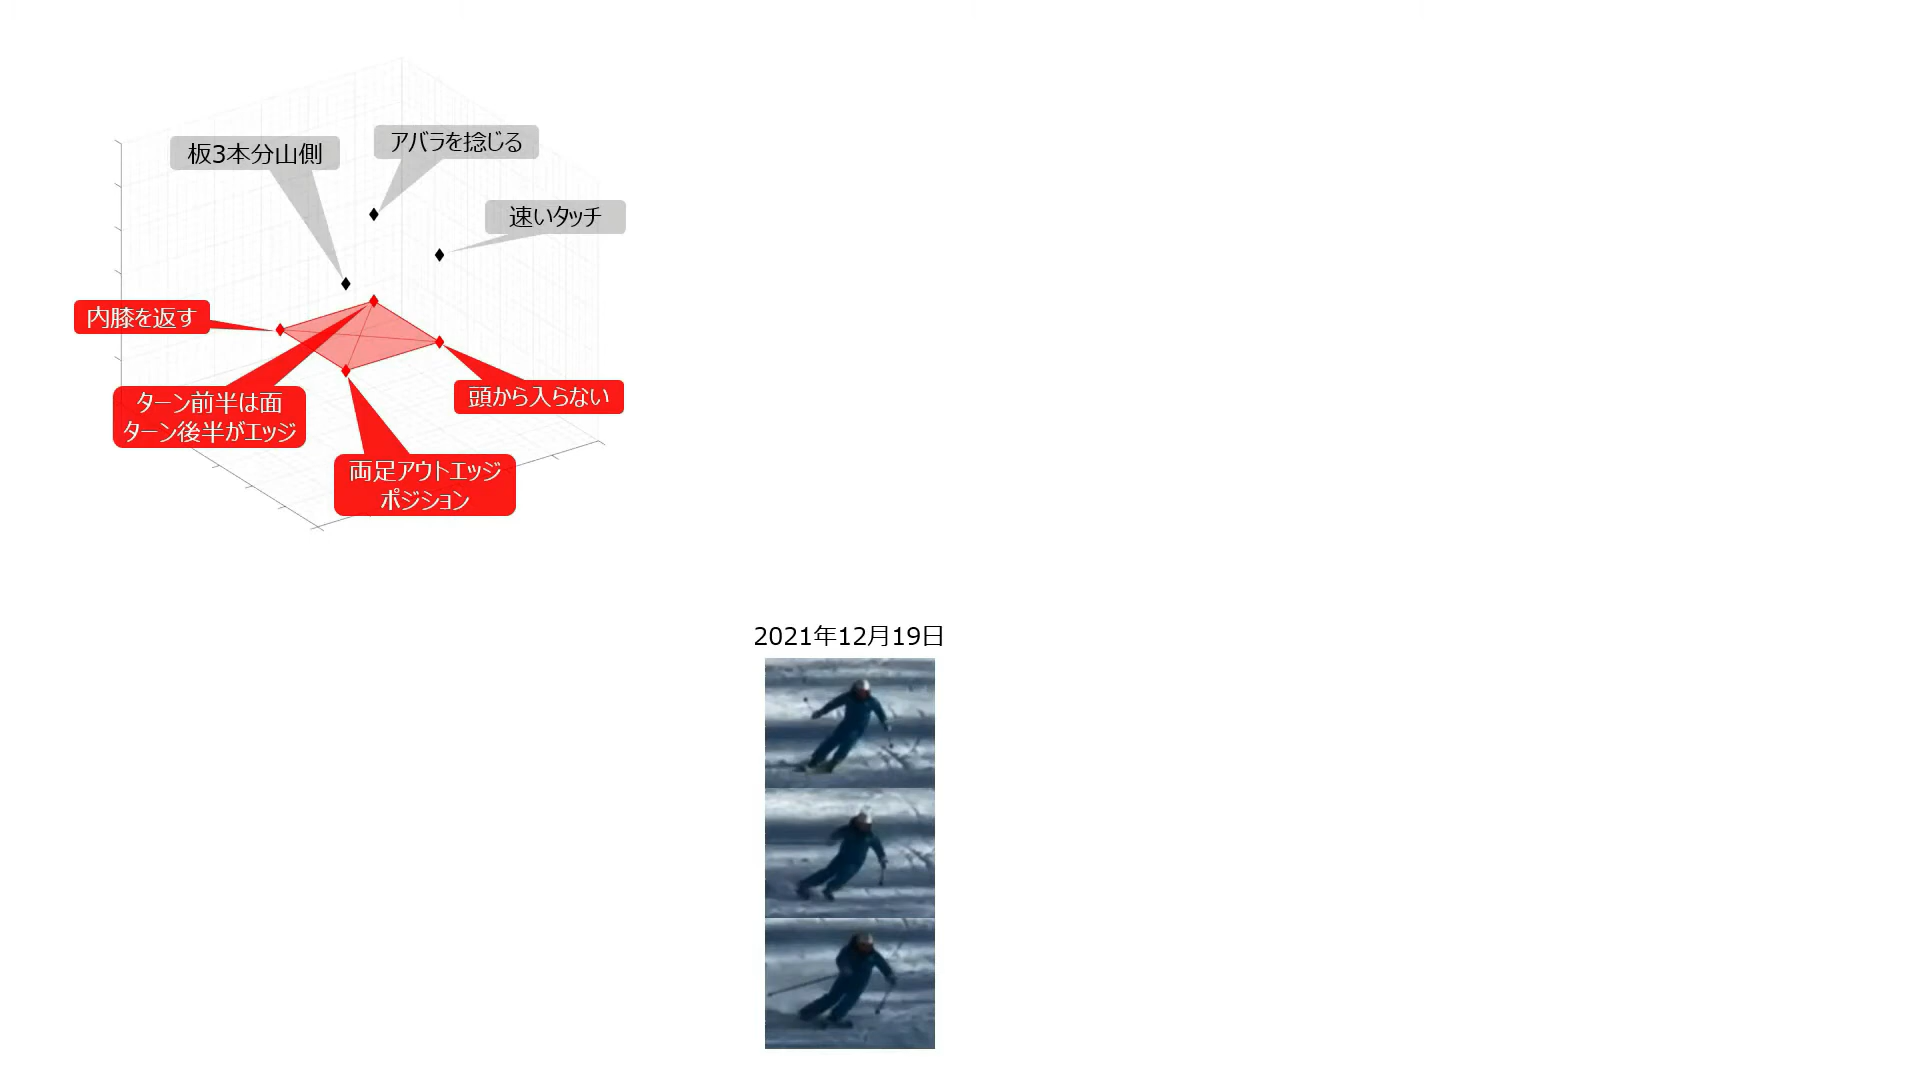 アバラを捻じる
板3本分山側
速いタッチ
内膝を返す
頭から入らない
ターン前半は面
ターン後半がエッジ
両足アウトエッジ
ポジション
2021年12月19日